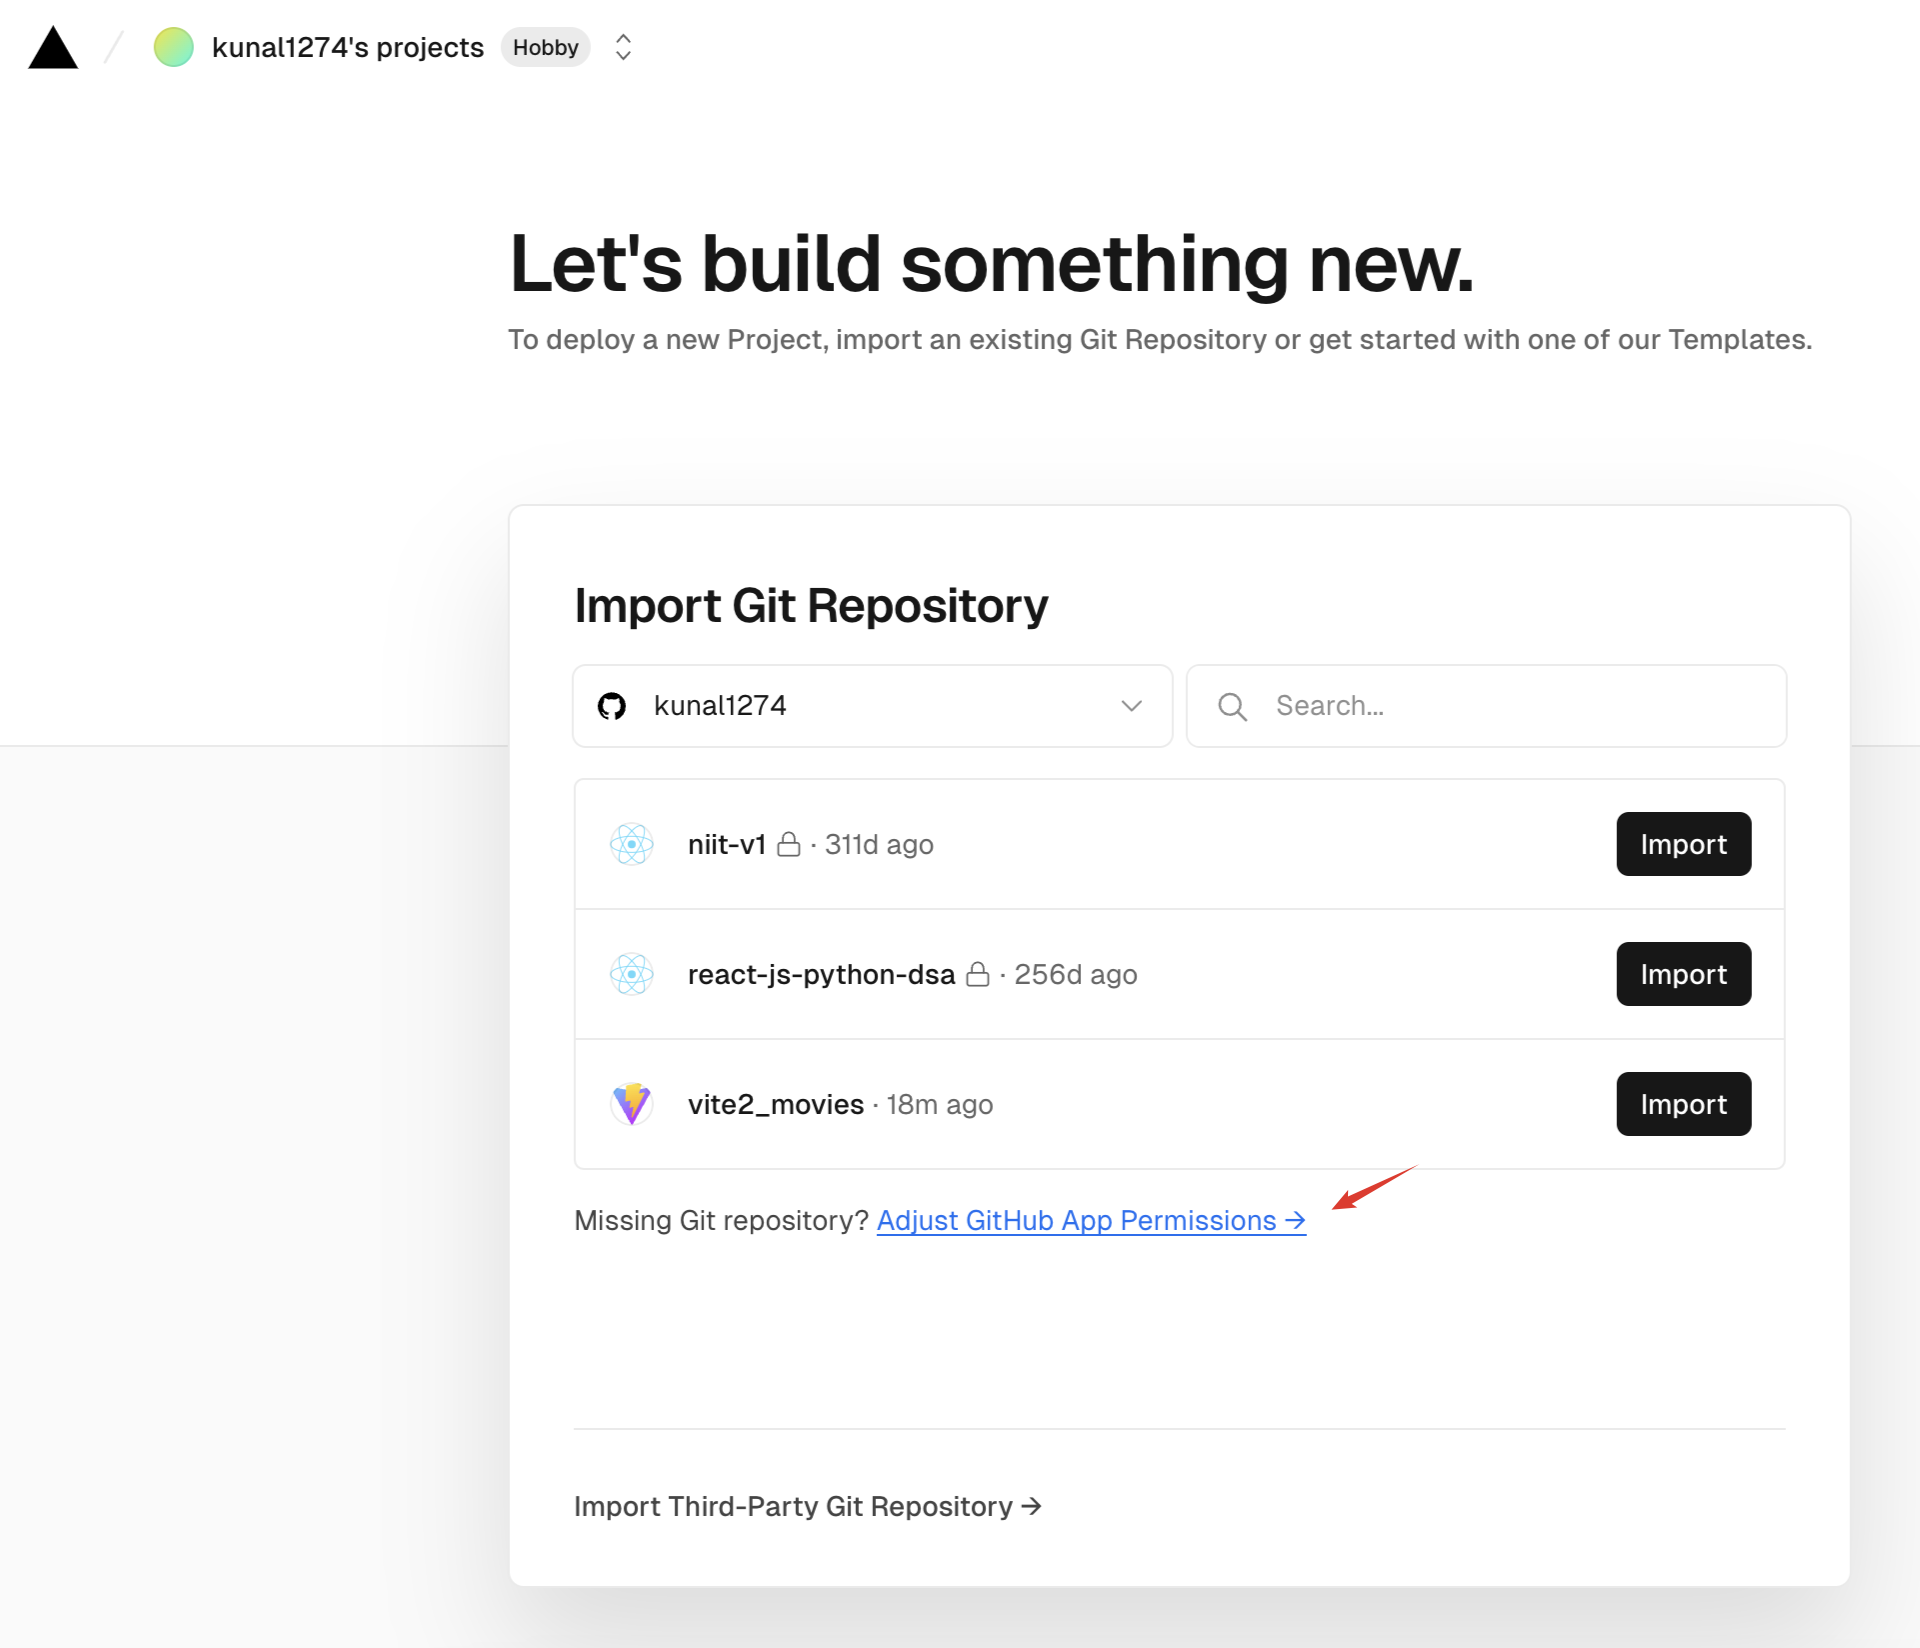 kunal1274's projects Hobby
Let's build something new.
To deploy a new Project, import an existing Git Repository or get started with one of our Templates.
Import Git Repository
kunal1274 Search...
niit-v1 · 311d ago Import
react-js-python-dsa · 256d ago Import
vite2_movies · 18m ago Import
Missing Git repository? Adjust GitHub App Permissions →
Import Third-Party Git Repository →